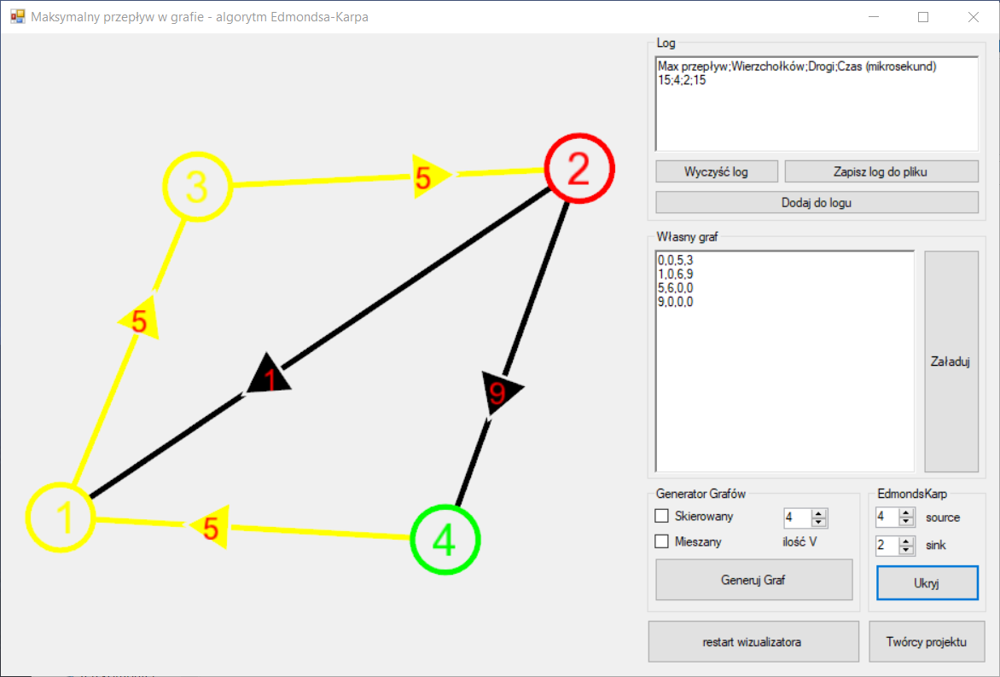 Maksymalny przepływ w grafie - algorytm Edmondsa-Karpa
3
5
2
5
1
9
1
5
4
Log
Max przepływ;Wierzchołków;Drogi;Czas (mikrosekund)
15;4;2;15
Wyczyść log
Zapisz log do pliku
Dodaj do logu
Własny graf
0,0,5,3
1,0,6,9
5,6,0,0
9,0,0,0
Załaduj
Generator Grafów
Skierowany
4
Mieszany
ilość V
Generuj Graf
EdmondsKarp
4 source
2 sink
Ukryj
restart wizualizatora
Twórcy projektu